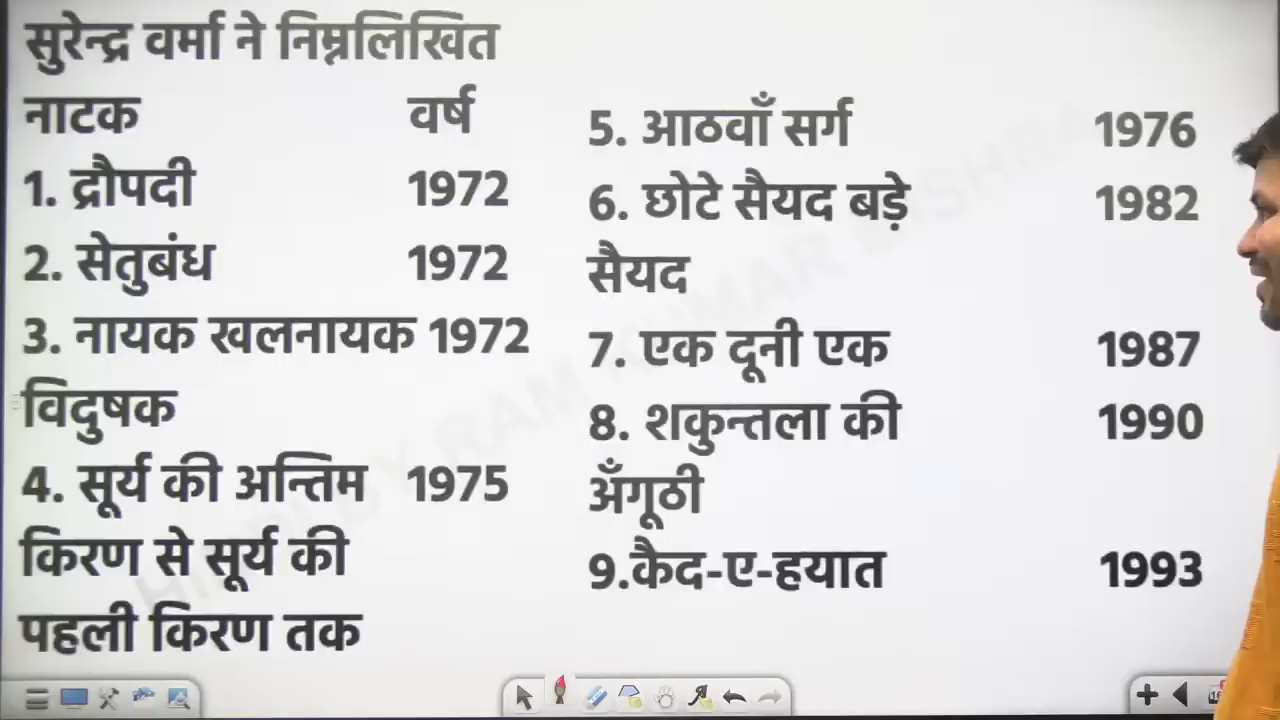 सुरेन्द्र वर्मा ने निम्नलिखित
नाटक वर्ष
1. द्रौपदी 1972
2. सेतुबंध 1972
3. नायक खलनायक 1972
विदुषक
4. सूर्य की अन्तिम 1975
किरण से सूर्य की
पहली किरण तक
5. आठवाँ सर्ग 1976
6. छोटे सैयद बड़े 1982
सैयद
7. एक दूनी एक 1987
8. शकुन्तला की 1990
अँगूठी
9.कैद-ए-हयात 1993